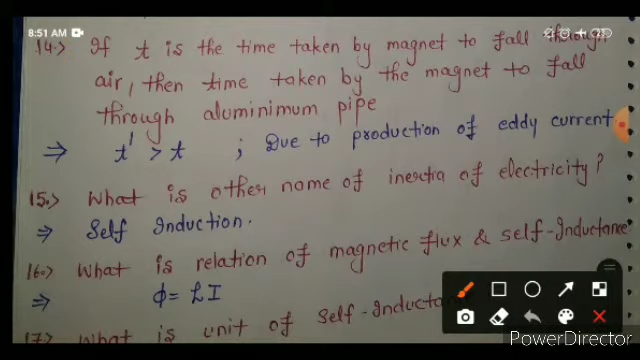 8:51 AM
14.> If t is the time taken by magnet to fall through
air, then time taken by the magnet to fall
through aluminimum pipe
⇒ t' > t ; Due to production of eddy current
15.> What is other name of inertia of electricity?
⇒ Self Induction.
16.> What is relation of magnetic flux & self-Inductance
⇒ ϕ = LI
17.> What is unit of Self-Inductan
PowerDirector